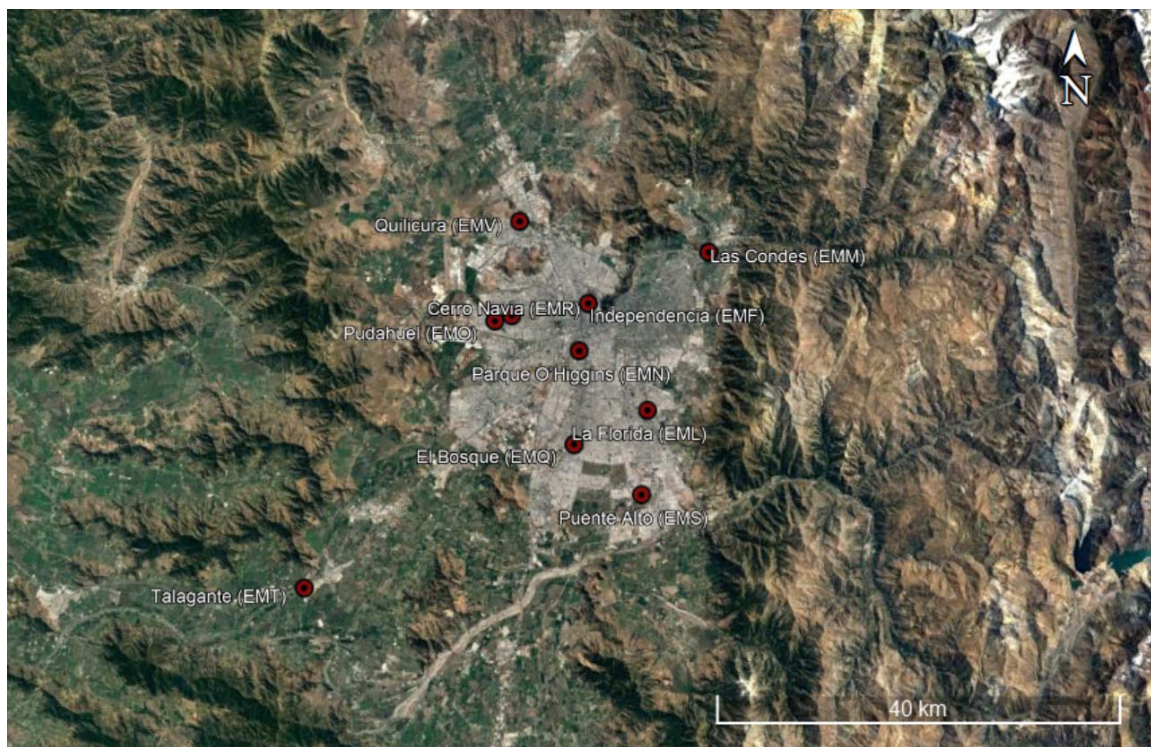 N
Quilicura (EMV)
Las Condes (EMM)
Cerro Navia (EMR)
Independencia (EMF)
Pudahuel (EMO)
Parque O'Higgins (EMN)
La Florida (EML)
El Bosque (EMQ)
Puente Alto (EMS)
Talagante (EMT)
40 km